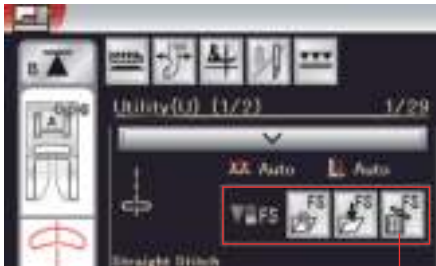 B
Utility(U) (1/2) 1/29
A
Auto Auto
FS FS FS FS
Straight Stitch